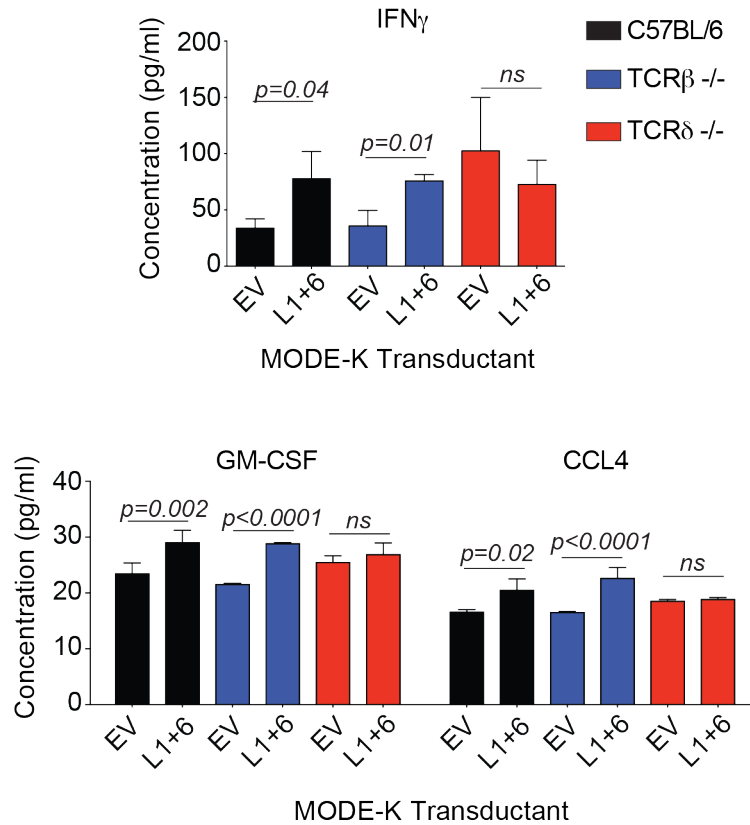 IFNγ
C57BL/6
TCRβ -/-
TCRδ -/-
Concentration (pg/ml)
200
150
100
50
0
p=0.04
p=0.01
ns
EV
L1+6
EV
L1+6
EV
L1+6
MODE-K Transductant
GM-CSF
CCL4
Concentration (pg/ml)
40
30
20
10
0
p=0.002
p<0.0001
ns
p=0.02
p<0.0001
ns
EV
L1+6
EV
L1+6
EV
L1+6
EV
L1+6
EV
L1+6
EV
L1+6
MODE-K Transductant